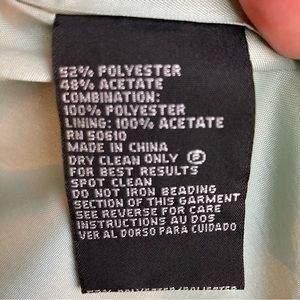 52% POLYESTER
48% ACETATE
COMBINATION:
100% POLYESTER
LINING: 100% ACETATE
RN 50610
MADE IN CHINA
DRY CLEAN ONLY Ⓟ
FOR BEST RESULTS
SPOT CLEAN
DO NOT IRON BEADING
SECTION OF THIS GARMENT
SEE REVERSE FOR CARE
INSTRUCTIONS AU DOS
VER AL DORSO PARA CUIDADO